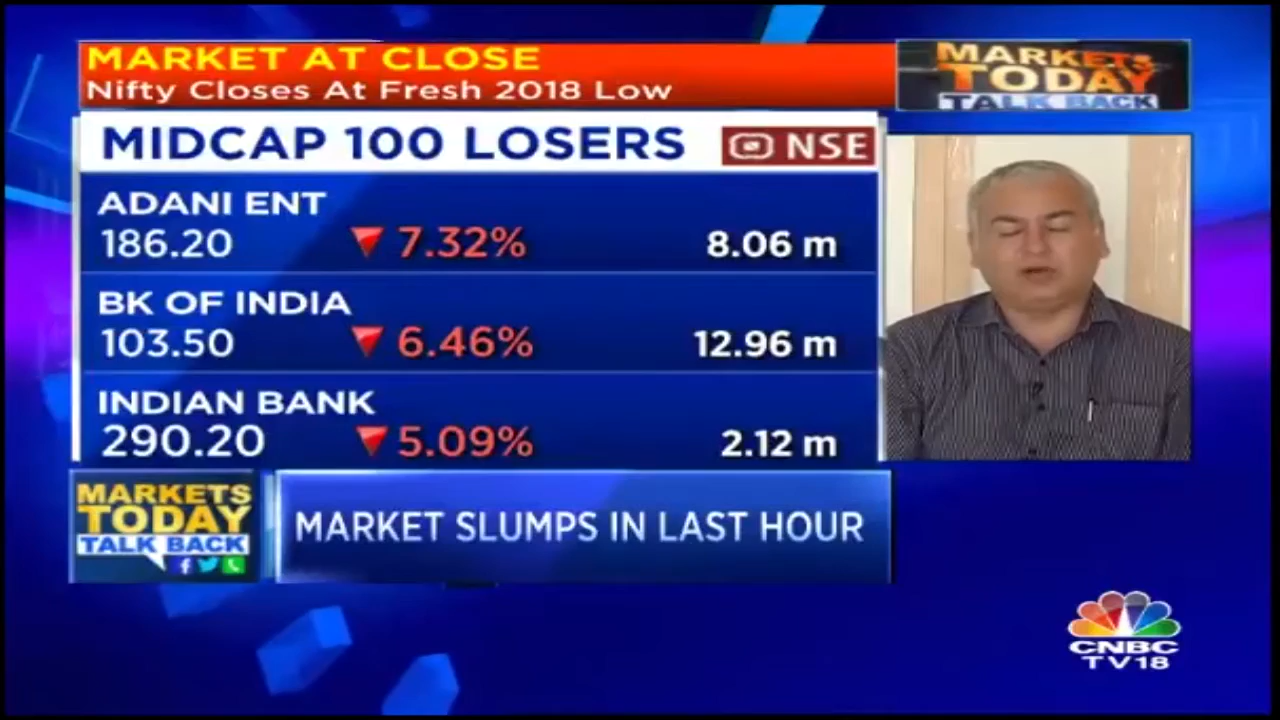 MARKET AT CLOSE
Nifty Closes At Fresh 2018 Low
MARKETS
TODAY
TALK BACK
MIDCAP 100 LOSERS
NSE
ADANI ENT
186.20 7.32% 8.06 m
BK OF INDIA
103.50 6.46% 12.96 m
INDIAN BANK
290.20 5.09% 2.12 m
MARKETS
TODAY
TALK BACK
MARKET SLUMPS IN LAST HOUR
CNBC
TV18